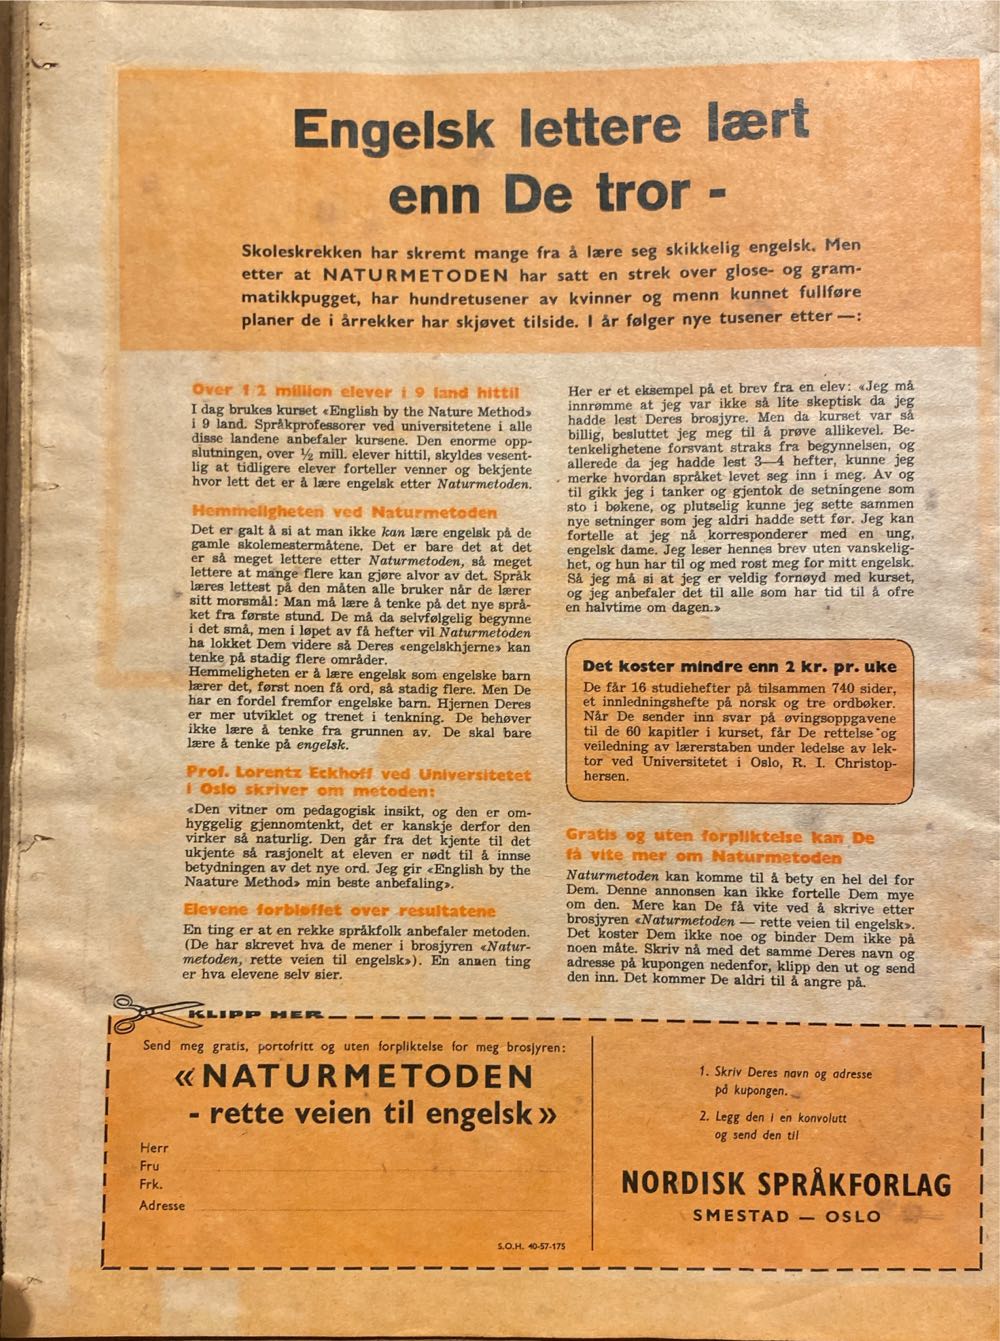 Engelsk lettere lært
enn De tror -
Skoleskrekken har skremt mange fra å lære seg skikkelig engelsk. Men
etter at NATURMETODEN har satt en strek over glose- og gram-
matikkpugget, har hundretusener av kvinner og menn kunnet fullføre
planer de i årrekker har skjøvet tilside. I år følger nye tusener etter —:
Over 1/2 million elever i 9 land hittil
I dag brukes kurset «English by the Nature Method»
i 9 land. Språkprofessorer ved universitetene i alle
disse landene anbefaler kursene. Den enorme opp-
slutningen, over ½ mill. elever hittil, skyldes vesent-
lig at tidligere elever forteller venner og bekjente
hvor lett det er å lære engelsk etter Naturmetoden.
Hemmeligheten ved Naturmetoden
Det er galt å si at man ikke kan lære engelsk på de
gamle skolemestermåtene. Det er bare det at det
er så meget lettere etter Naturmetoden, så meget
lettere at mange flere kan gjøre alvor av det. Språk
læres lettest på den måten alle bruker når de lærer
sitt morsmål: Man må lære å tenke på det nye språ-
ket fra første stund. De må da selvfølgelig begynne
i det små, men i løpet av få hefter vil Naturmetoden
ha lokket Dem videre så Deres «engelskhjerne» kan
tenke på stadig flere områder.
Hemmeligheten er å lære engelsk som engelske barn
lærer det, først noen få ord, så stadig flere. Men De
har en fordel fremfor engelske barn. Hjernen Deres
er mer utviklet og trenet i tenkning. De behøver
ikke lære å tenke fra grunnen av. De skal bare
lære å tenke på engelsk.
Prof. Lorentz Eckhoff ved Universitetet
i Oslo skriver om metoden:
«Den vitner om pedagogisk insikt, og den er om-
hyggelig gjennomtenkt, det er kanskje derfor den
virker så naturlig. Den går fra det kjente til det
ukjente så rasjonelt at eleven er nødt til å innse
betydningen av det nye ord. Jeg gir «English by the
Naature Method» min beste anbefaling».
Elevene forbløffet over resultatene
En ting er at en rekke språkfolk anbefaler metoden.
(De har skrevet hva de mener i brosjyren «Natur-
metoden, rette veien til engelsk»). En annen ting
er hva elevene selv sier.
Her er et eksempel på et brev fra en elev: «Jeg må
innrømme at jeg var ikke så lite skeptisk da jeg
hadde lest Deres brosjyre. Men da kurset var så
billig, besluttet jeg meg til å prøve allikevel. Be-
tenkelighetene forsvant straks fra begynnelsen, og
allerede da jeg hadde lest 3—4 hefter, kunne jeg
merke hvordan språket levet seg inn i meg. Av og
til gikk jeg i tanker og gjentok de setningene som
sto i bøkene, og plutselig kunne jeg sette sammen
nye setninger som jeg aldri hadde sett før. Jeg kan
fortelle at jeg nå korresponderer med en ung,
engelsk dame. Jeg leser hennes brev uten vanskelig-
het, og hun har til og med rost meg for mitt engelsk.
Så jeg må si at jeg er veldig fornøyd med kurset,
og jeg anbefaler det til alle som har tid til å ofre
en halvtime om dagen.»
Det koster mindre enn 2 kr. pr. uke
De får 16 studiehefter på tilsammen 740 sider,
et innledningshefte på norsk og tre ordbøker.
Når De sender inn svar på øvingsoppgavene
til de 60 kapitler i kurset, får De rettelse og
veiledning av lærerstaben under ledelse av lek-
tor ved Universitetet i Oslo, R. I. Christop-
hersen.
Gratis og uten forpliktelse kan De
få vite mer om Naturmetoden
Naturmetoden kan komme til å bety en hel del for
Dem. Denne annonsen kan ikke fortelle Dem mye
om den. Mere kan De få vite ved å skrive etter
brosjyren «Naturmetoden — rette veien til engelsk».
Det koster Dem ikke noe og binder Dem ikke på
noen måte. Skriv nå med det samme Deres navn og
adresse på kupongen nedenfor, klipp den ut og send
den inn. Det kommer De aldri til å angre på.
KLIPP HER
Send meg gratis, portofritt og uten forpliktelse for meg brosjyren:
«NATURMETODEN
- rette veien til engelsk»
Herr
Fru
Frk.
Adresse
S.O.H. 40-57-175
1. Skriv Deres navn og adresse
på kupongen.
2. Legg den i en konvolutt
og send den til
NORDISK SPRÅKFORLAG
SMESTAD — OSLO